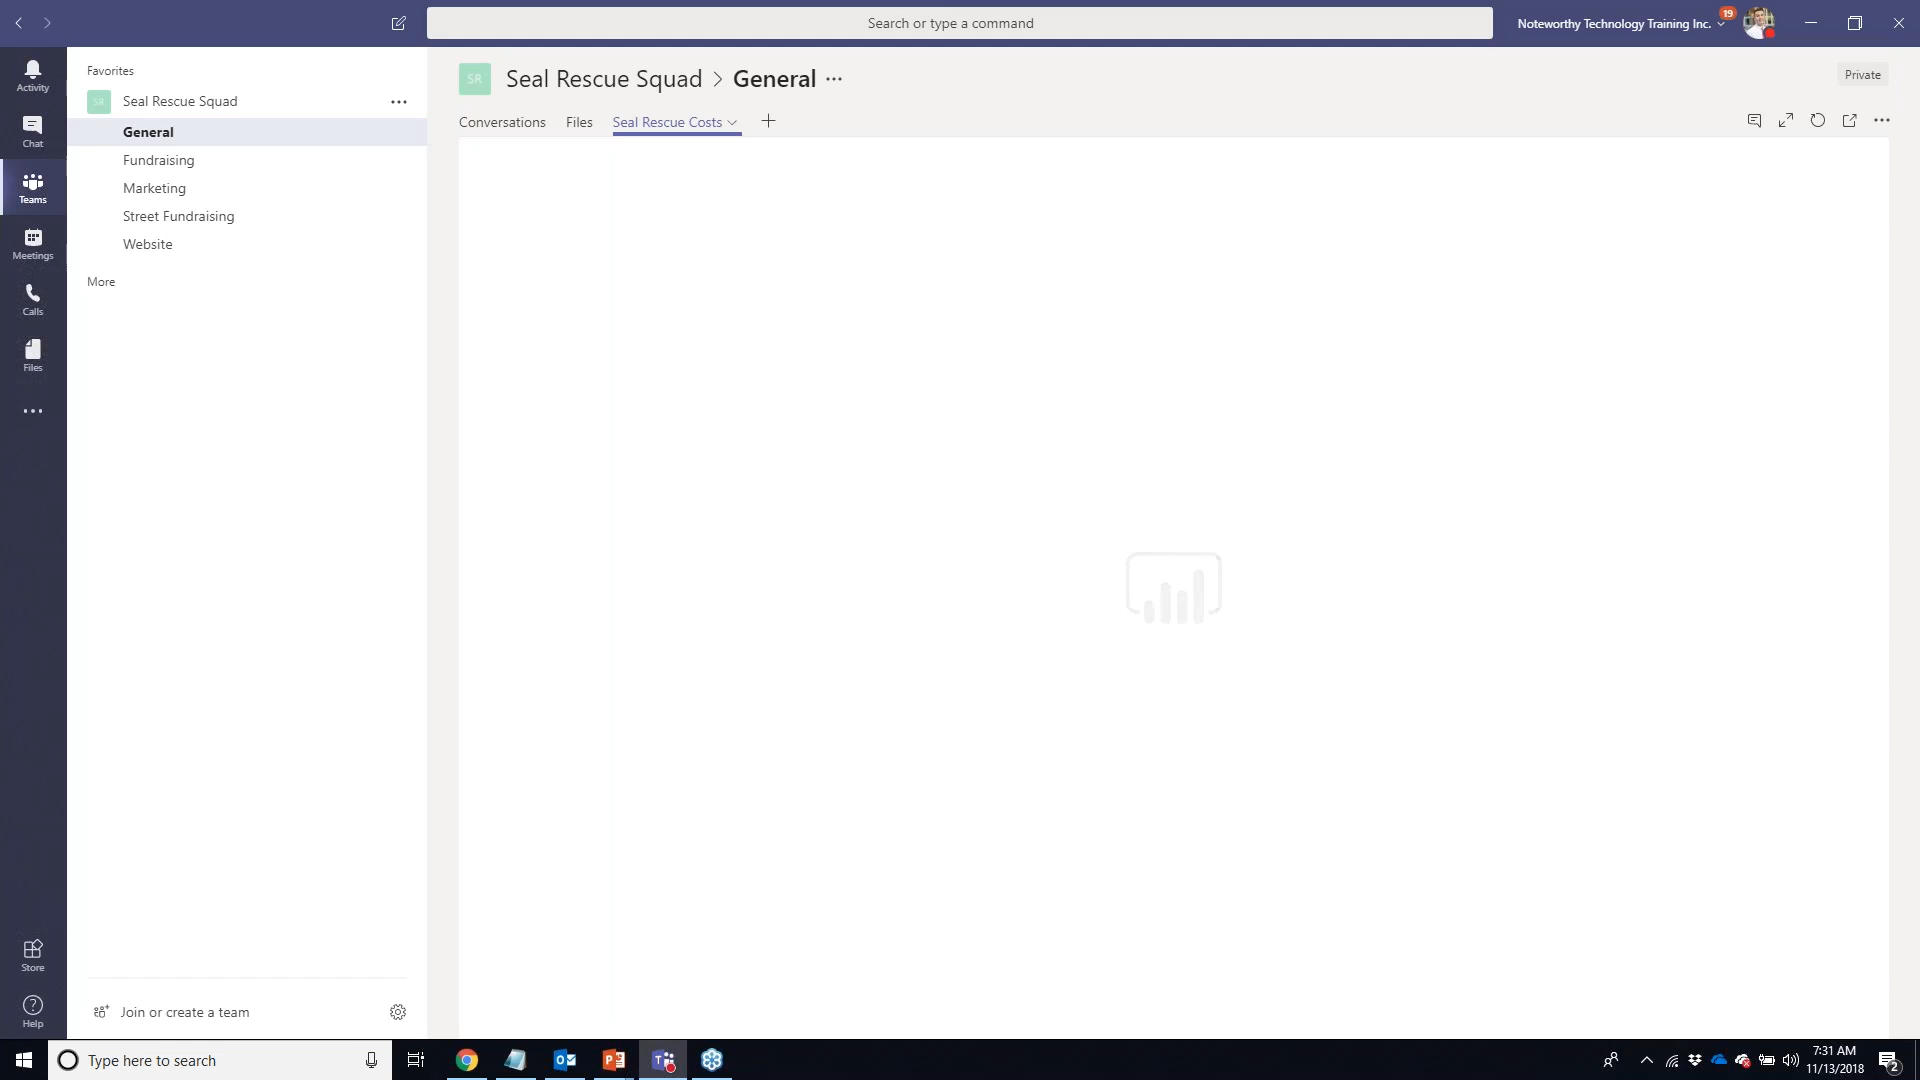 Search or type a command
Noteworthy Technology Training Inc.
19
Activity
Chat
Teams
Meetings
Calls
Files
Store
Help
Favorites
SR
Seal Rescue Squad
General
Fundraising
Marketing
Street Fundraising
Website
More
Join or create a team
SR
Seal Rescue Squad > General
Private
Conversations
Files
Seal Rescue Costs
Type here to search
7:31 AM
11/13/2018
2